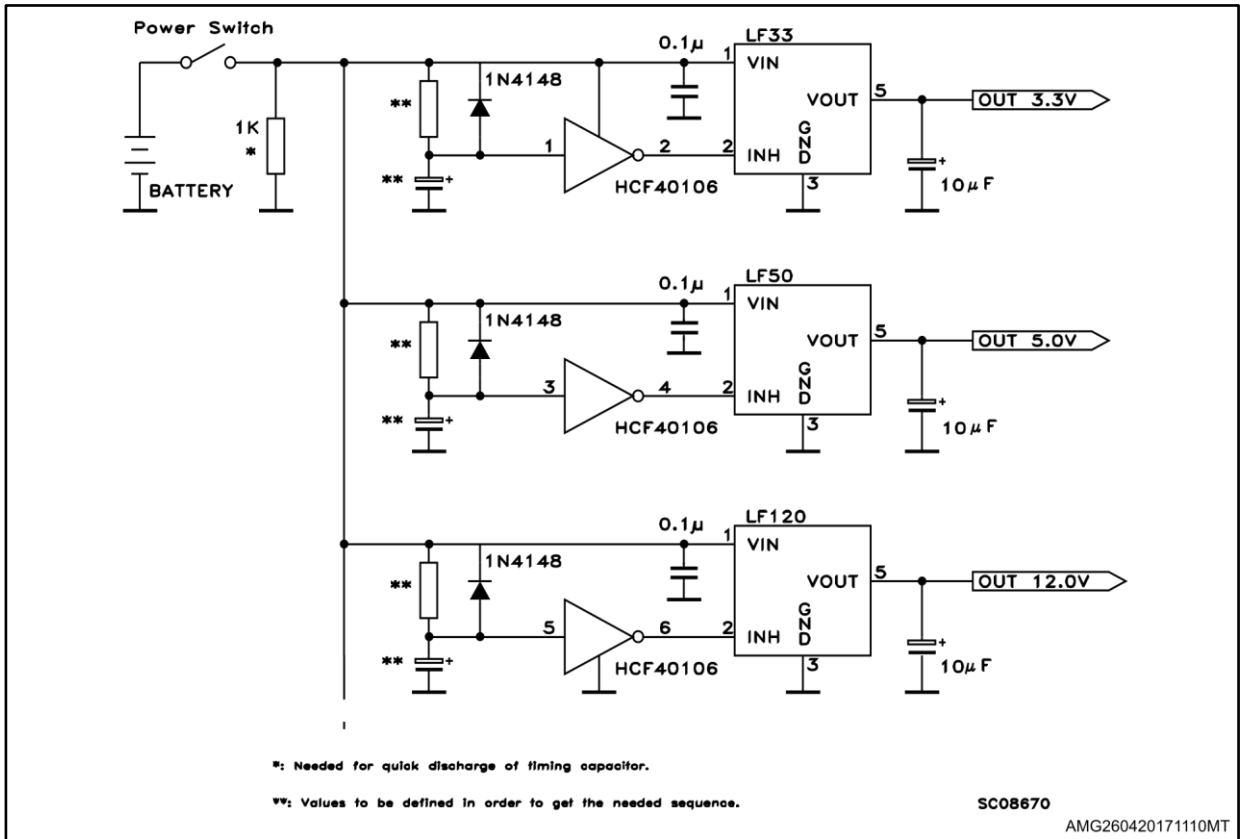 Power Switch
1K
*
BATTERY
**
**
1N4148
1
2
HCF40106
0.1µ
LF33
1
VIN
VOUT
5
2
INH
GND
3
OUT 3.3V
+
+
10µF
**
**
1N4148
3
4
HCF40106
0.1µ
LF50
1
VIN
VOUT
5
2
INH
GND
3
OUT 5.0V
+
+
10µF
**
**
1N4148
5
6
HCF40106
0.1µ
LF120
1
VIN
VOUT
5
2
INH
GND
3
OUT 12.0V
+
+
10µF
*: Needed for quick discharge of timing capacitor.
**: Values to be defined in order to get the needed sequence.
SC08670
AMG260420171110MT